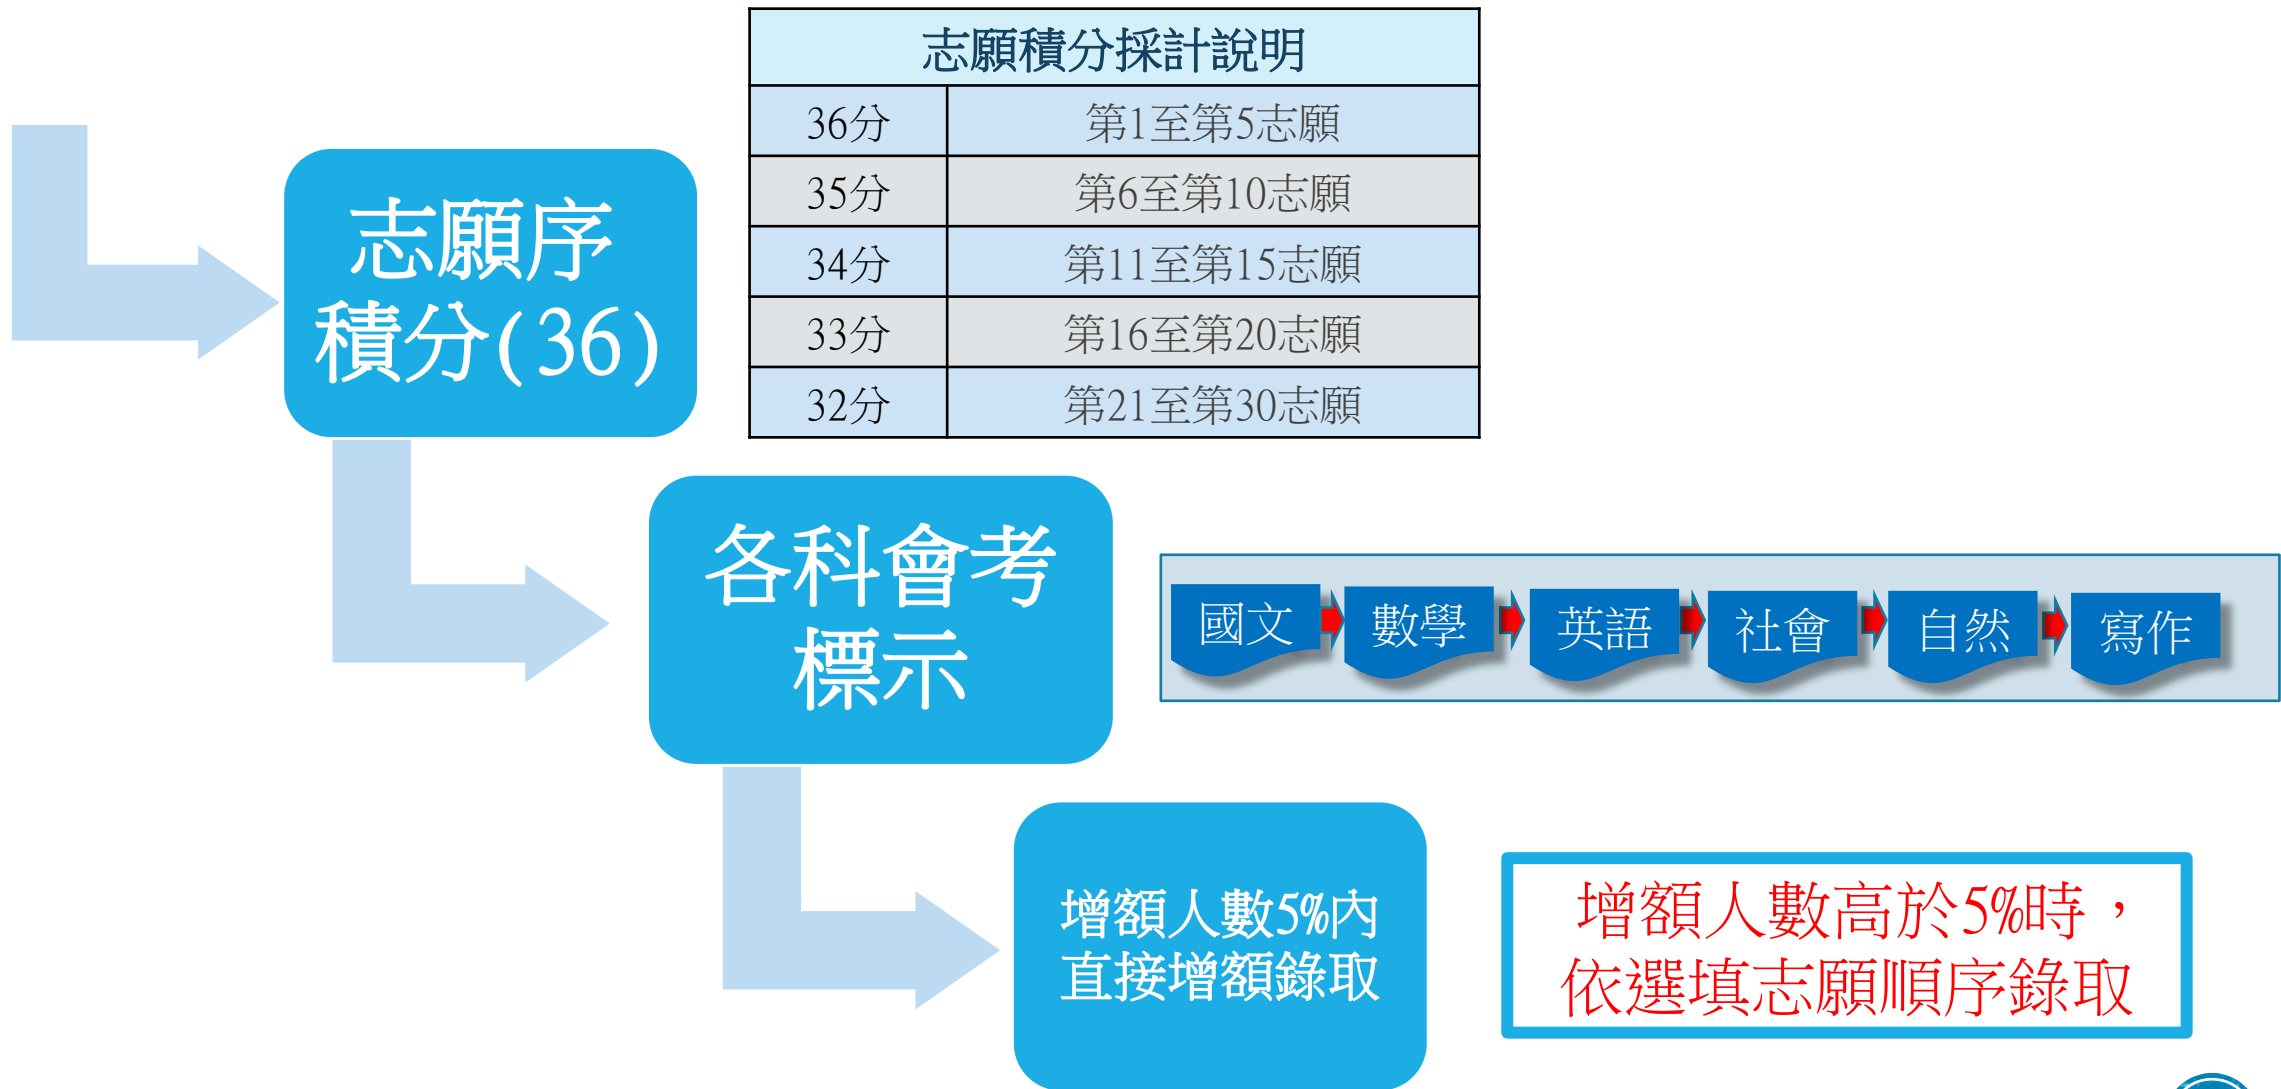 志願積分採計說明
36分 第1至第5志願
35分 第6至第10志願
34分 第11至第15志願
33分 第16至第20志願
32分 第21至第30志願
志願序
積分(36)
各科會考
標示
國文 數學 英語 社會 自然 寫作
增額人數5%內
直接增額錄取
增額人數高於5%時，
依選填志願順序錄取